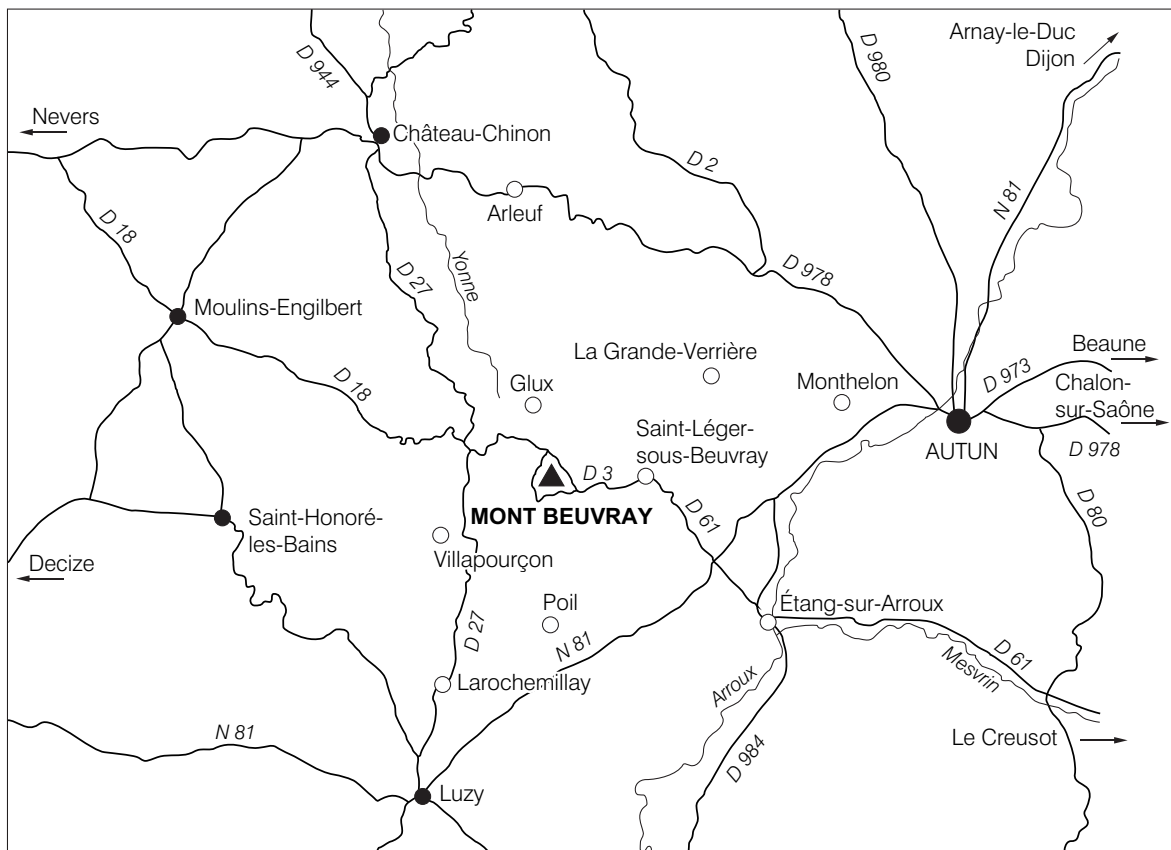 Arnay-le-Duc
Dijon
D 944
D 980
Nevers
Château-Chinon
D 2
N 81
Arleuf
D 18
Yonne
D 27
D 978
Moulins-Engilbert
La Grande-Verrière
Beaune
D 973
Chalon-
sur-Saône
D 18
Glux
Monthelon
Saint-Léger-
sous-Beuvray
AUTUN
D 978
D 3
MONT BEUVRAY
D 61
D 80
Saint-Honoré-
les-Bains
Villapourçon
Decize
Poil
Étang-sur-Arroux
D 27
N 81
D 61
Mesvrin
Larochemillay
Arroux
N 81
D 984
Le Creusot
Luzy